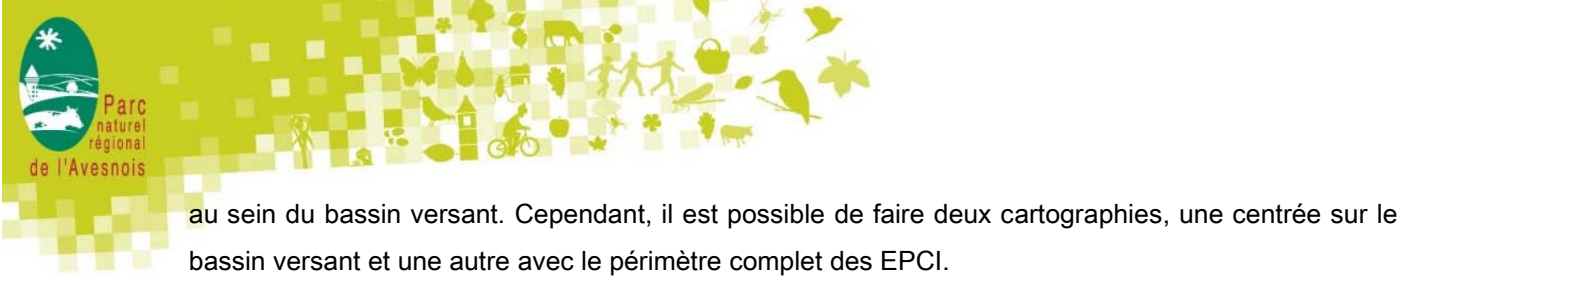 Parc
naturel
régional
de l'Avesnois
au sein du bassin versant. Cependant, il est possible de faire deux cartographies, une centrée sur le
bassin versant et une autre avec le périmètre complet des EPCI.